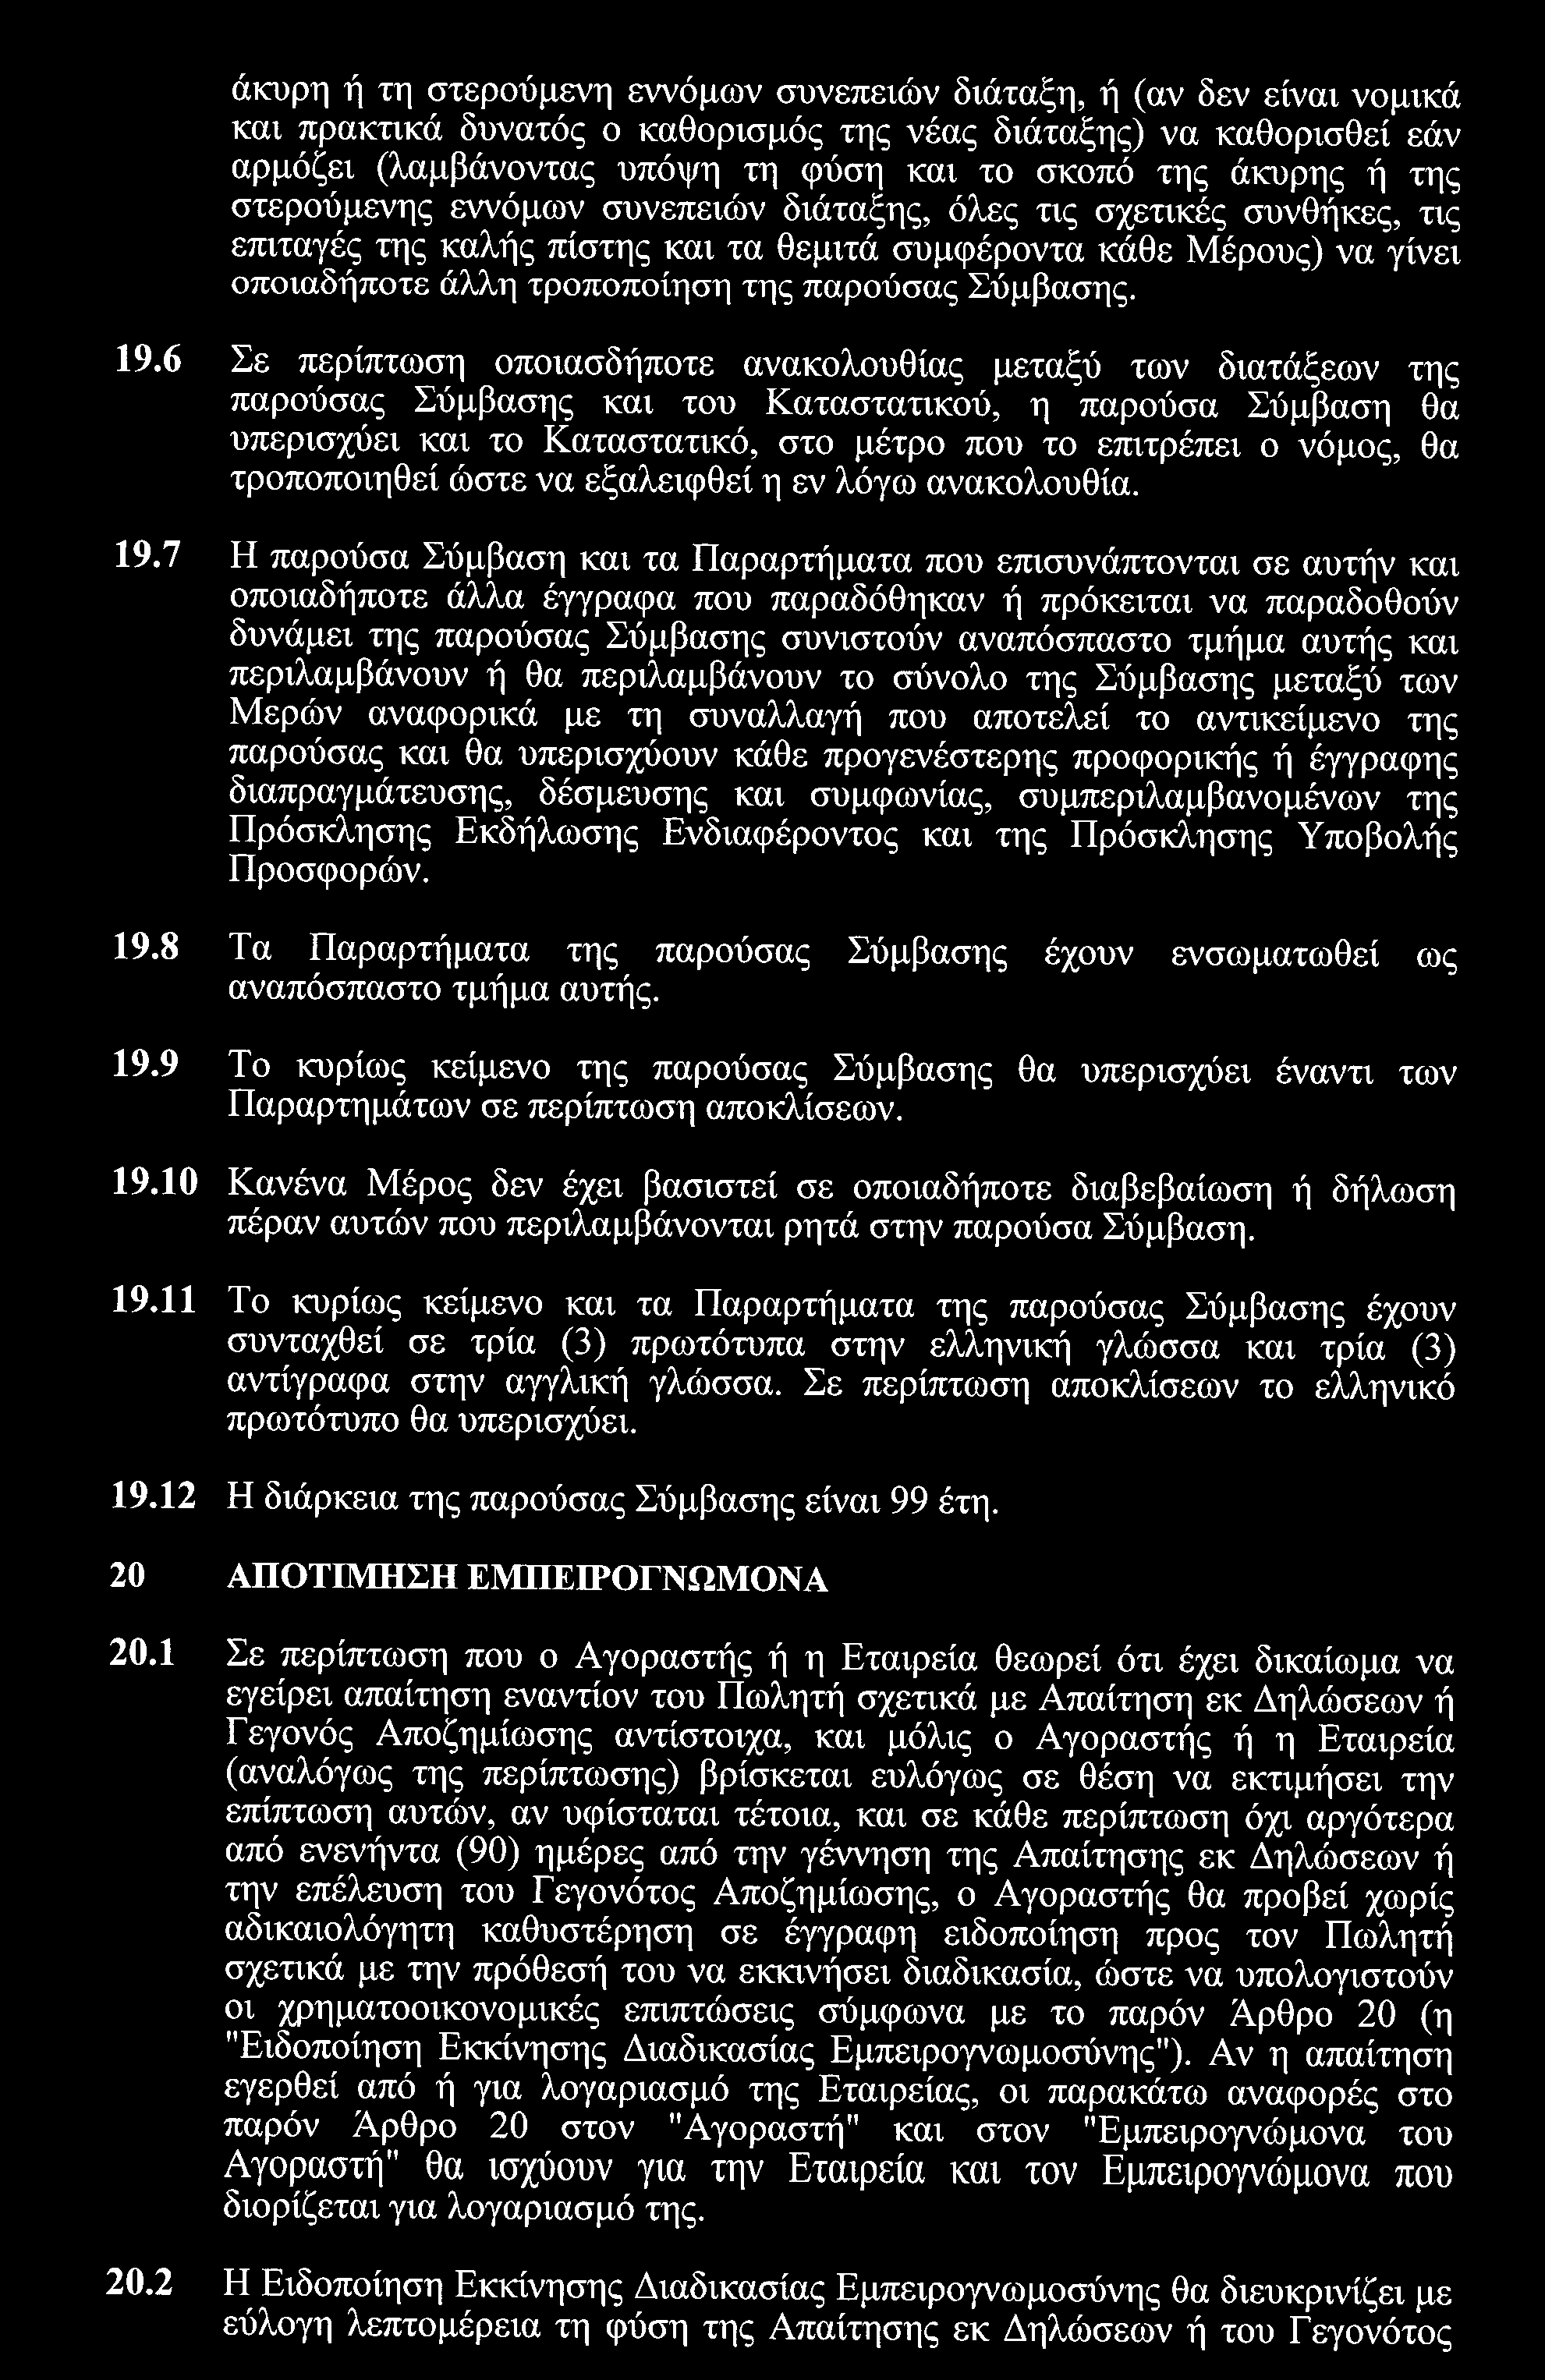 άκυρη ή τη στερούμενη εννόμων συνεπειών διάταξη, ή (αν δεν είναι νομικά
και πρακτικά δυνατός ο καθορισμός της νέας διάταξης) να καθορισθεί εάν
αρμόζει (λαμβάνοντας υπόψη τη φύση και το σκοπό της άκυρης ή της
στερούμενης εννόμων συνεπειών διάταξης, όλες τις σχετικές συνθήκες, τις
επιταγές της καλής πίστης και τα θεμιτά συμφέροντα κάθε Μέρους) να γίνει
οποιαδήποτε άλλη τροποποίηση της παρούσας Σύμβασης.
19.6 Σε περίπτωση οποιασδήποτε ανακολουθίας μεταξύ των διατάξεων της
παρούσας Σύμβασης και του Καταστατικού, η παρούσα Σύμβαση θα
υπερισχύει και το Καταστατικό, στο μέτρο που το επιτρέπει ο νόμος, θα
τροποποιηθεί ώστε να εξαλειφθεί η εν λόγω ανακολουθία.
19.7 Η παρούσα Σύμβαση και τα Παραρτήματα που επισυνάπτονται σε αυτήν και
οποιαδήποτε άλλα έγγραφα που παραδόθηκαν ή πρόκειται να παραδοθούν
δυνάμει της παρούσας Σύμβασης συνιστούν αναπόσπαστο τμήμα αυτής και
περιλαμβάνουν ή θα περιλαμβάνουν το σύνολο της Σύμβασης μεταξύ των
Μερών αναφορικά με τη συναλλαγή που αποτελεί το αντικείμενο της
παρούσας και θα υπερισχύουν κάθε προγενέστερης προφορικής ή έγγραφης
διαπραγμάτευσης, δέσμευσης και συμφωνίας, συμπεριλαμβανομένων της
Πρόσκλησης Εκδήλωσης Ενδιαφέροντος και της Πρόσκλησης Υποβολής
Προσφορών.
19.8 Τα Παραρτήματα της παρούσας Σύμβασης έχουν ενσωματωθεί ως
αναπόσπαστο τμήμα αυτής.
19.9 Το κυρίως κείμενο της παρούσας Σύμβασης θα υπερισχύει έναντι των
Παραρτημάτων σε περίπτωση αποκλίσεων.
19.10 Κανένα Μέρος δεν έχει βασιστεί σε οποιαδήποτε διαβεβαίωση ή δήλωση
πέραν αυτών που περιλαμβάνονται ρητά στην παρούσα Σύμβαση.
19.11 Το κυρίως κείμενο και τα Παραρτήματα της παρούσας Σύμβασης έχουν
συνταχθεί σε τρία (3) πρωτότυπα στην ελληνική γλώσσα και τρία (3)
αντίγραφα στην αγγλική γλώσσα. Σε περίπτωση αποκλίσεων το ελληνικό
πρωτότυπο θα υπερισχύει.
19.12 Η διάρκεια της παρούσας Σύμβασης είναι 99 έτη.
20 ΑΠΟΤΙΜΗΣΗ ΕΜΠΕΙΡΟΓΝΩΜΟΝΑ
20.1 Σε περίπτωση που ο Αγοραστής ή η Εταιρεία θεωρεί ότι έχει δικαίωμα να
εγείρει απαίτηση εναντίον του Πωλητή σχετικά με Απαίτηση εκ Δηλώσεων ή
Γεγονός Αποζημίωσης αντίστοιχα, και μόλις ο Αγοραστής ή η Εταιρεία
(αναλόγως της περίπτωσης) βρίσκεται ευλόγως σε θέση να εκτιμήσει την
επίπτωση αυτών, αν υφίσταται τέτοια, και σε κάθε περίπτωση όχι αργότερα
από ενενήντα (90) ημέρες από την γέννηση της Απαίτησης εκ Δηλώσεων ή
την επέλευση του Γεγονότος Αποζημίωσης, ο Αγοραστής θα προβεί χωρίς
αδικαιολόγητη καθυστέρηση σε έγγραφη ειδοποίηση προς τον Πωλητή
σχετικά με την πρόθεσή του να εκκινήσει διαδικασία, ώστε να υπολογιστούν
οι χρηματοοικονομικές επιπτώσεις σύμφωνα με το παρόν Άρθρο 20 (η
"Ειδοποίηση Εκκίνησης Διαδικασίας Εμπειρογνωμοσύνης"). Αν η απαίτηση
εγερθεί από ή για λογαριασμό της Εταιρείας, οι παρακάτω αναφορές στο
παρόν Άρθρο 20 στον "Αγοραστή" και στον "Εμπειρογνώμονα του
Αγοραστή" θα ισχύουν για την Εταιρεία και τον Εμπειρογνώμονα που
διορίζεται για λογαριασμό της.
20.2 Η Ειδοποίηση Εκκίνησης Διαδικασίας Εμπειρογνωμοσύνης θα διευκρινίζει με
εύλογη λεπτομέρεια τη φύση της Απαίτησης εκ Δηλώσεων ή του Γεγονότος